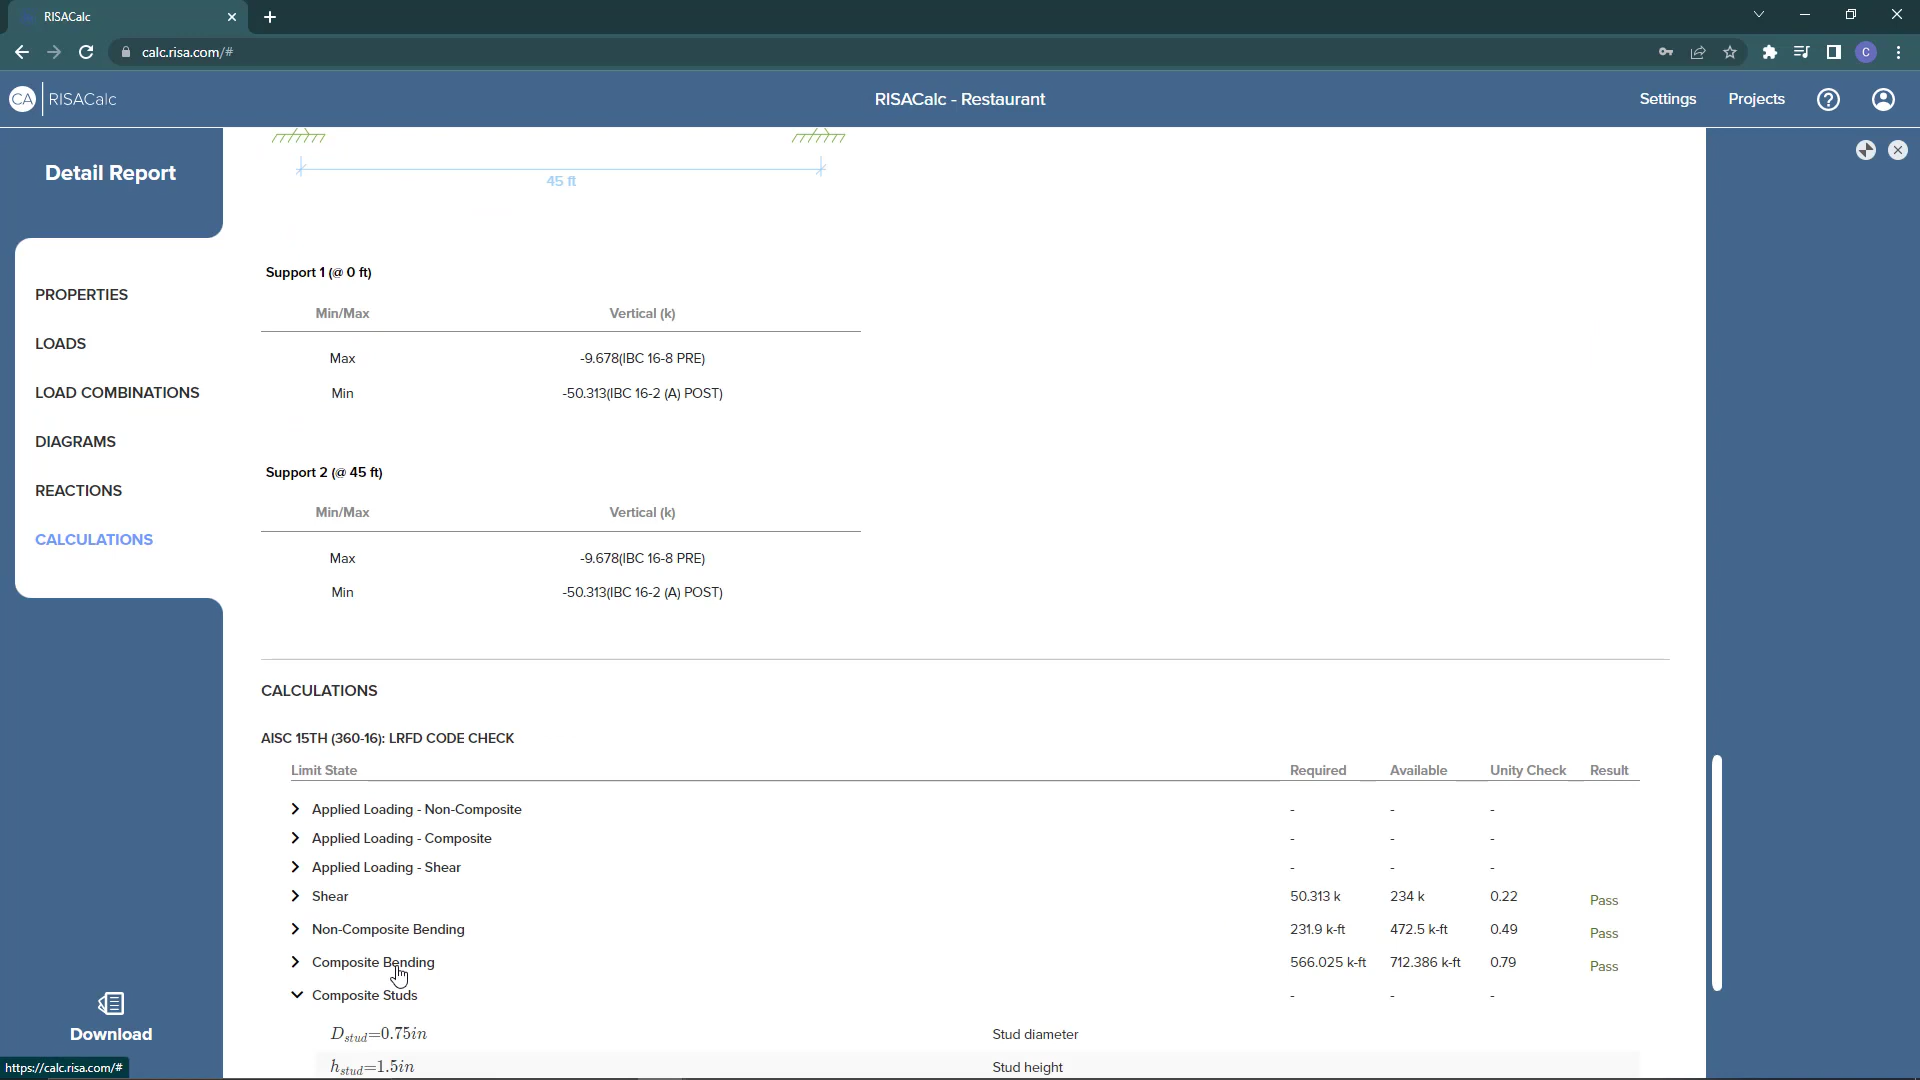 RISACalc
calc.risa.com/#
C
CA RISACalc
RISACalc - Restaurant
Settings Projects ?
Detail Report
PROPERTIES
LOADS
LOAD COMBINATIONS
DIAGRAMS
REACTIONS
CALCULATIONS
Download
https://calc.risa.com/#
45 ft
Support 1 (@ 0 ft)
Min/Max Vertical (k)
Max -9.678(IBC 16-8 PRE)
Min -50.313(IBC 16-2 (A) POST)
Support 2 (@ 45 ft)
Min/Max Vertical (k)
Max -9.678(IBC 16-8 PRE)
Min -50.313(IBC 16-2 (A) POST)
CALCULATIONS
AISC 15TH (360-16): LRFD CODE CHECK
Limit State Required Available Unity Check Result
Applied Loading - Non-Composite - - -
Applied Loading - Composite - - -
Applied Loading - Shear - - -
Shear 50.313 k 234 k 0.22 Pass
Non-Composite Bending 231.9 k-ft 472.5 k-ft 0.49 Pass
Composite Bending 566.025 k-ft 712.386 k-ft 0.79 Pass
Composite Studs - - -
Dstud=0.75in Stud diameter
hstud=1.5in Stud height